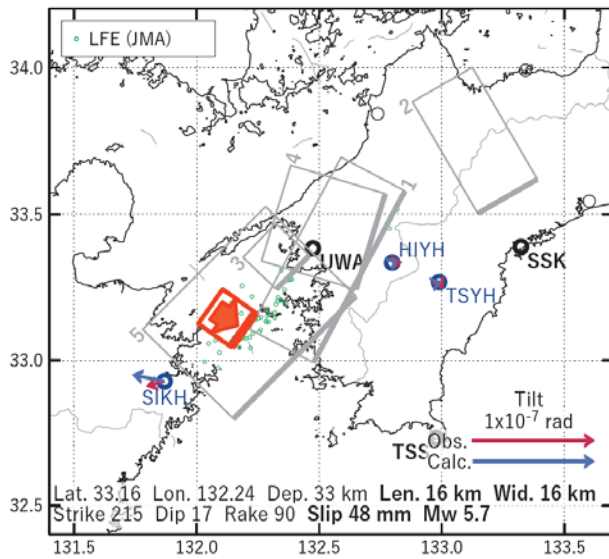 LFE (JMA)
34.0
2
4
1
33.5
3
HIYH
UWA
SSK
TSYH
5
33.0
SIKH
Tilt
1x10⁻⁷ rad
Obs.
TSS
Calc.
Lat. 33.16 Lon. 132.24 Dep. 33 km Len. 16 km Wid. 16 km
32.5
Strike 215 Dip 17 Rake 90 Slip 48 mm Mw 5.7
131.5 132.0 132.5 133.0 133.5